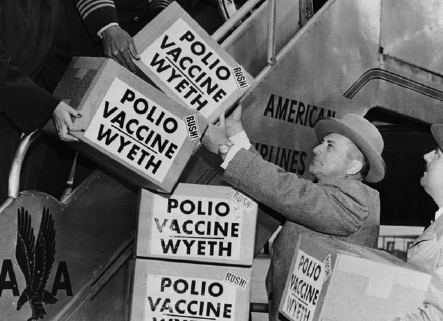 POLIO
VACCINE
WYETH
RUSH!
POLIO
VACCINE
WYETH
RUSH!
AMERICAN
AIRLINES
POLIO
VACCINE
WYETH
RUSH!
POLIO
VACCINE
WYETH
RUSH!
POLIO
VACCINE
WYETH
RUSH!
A A